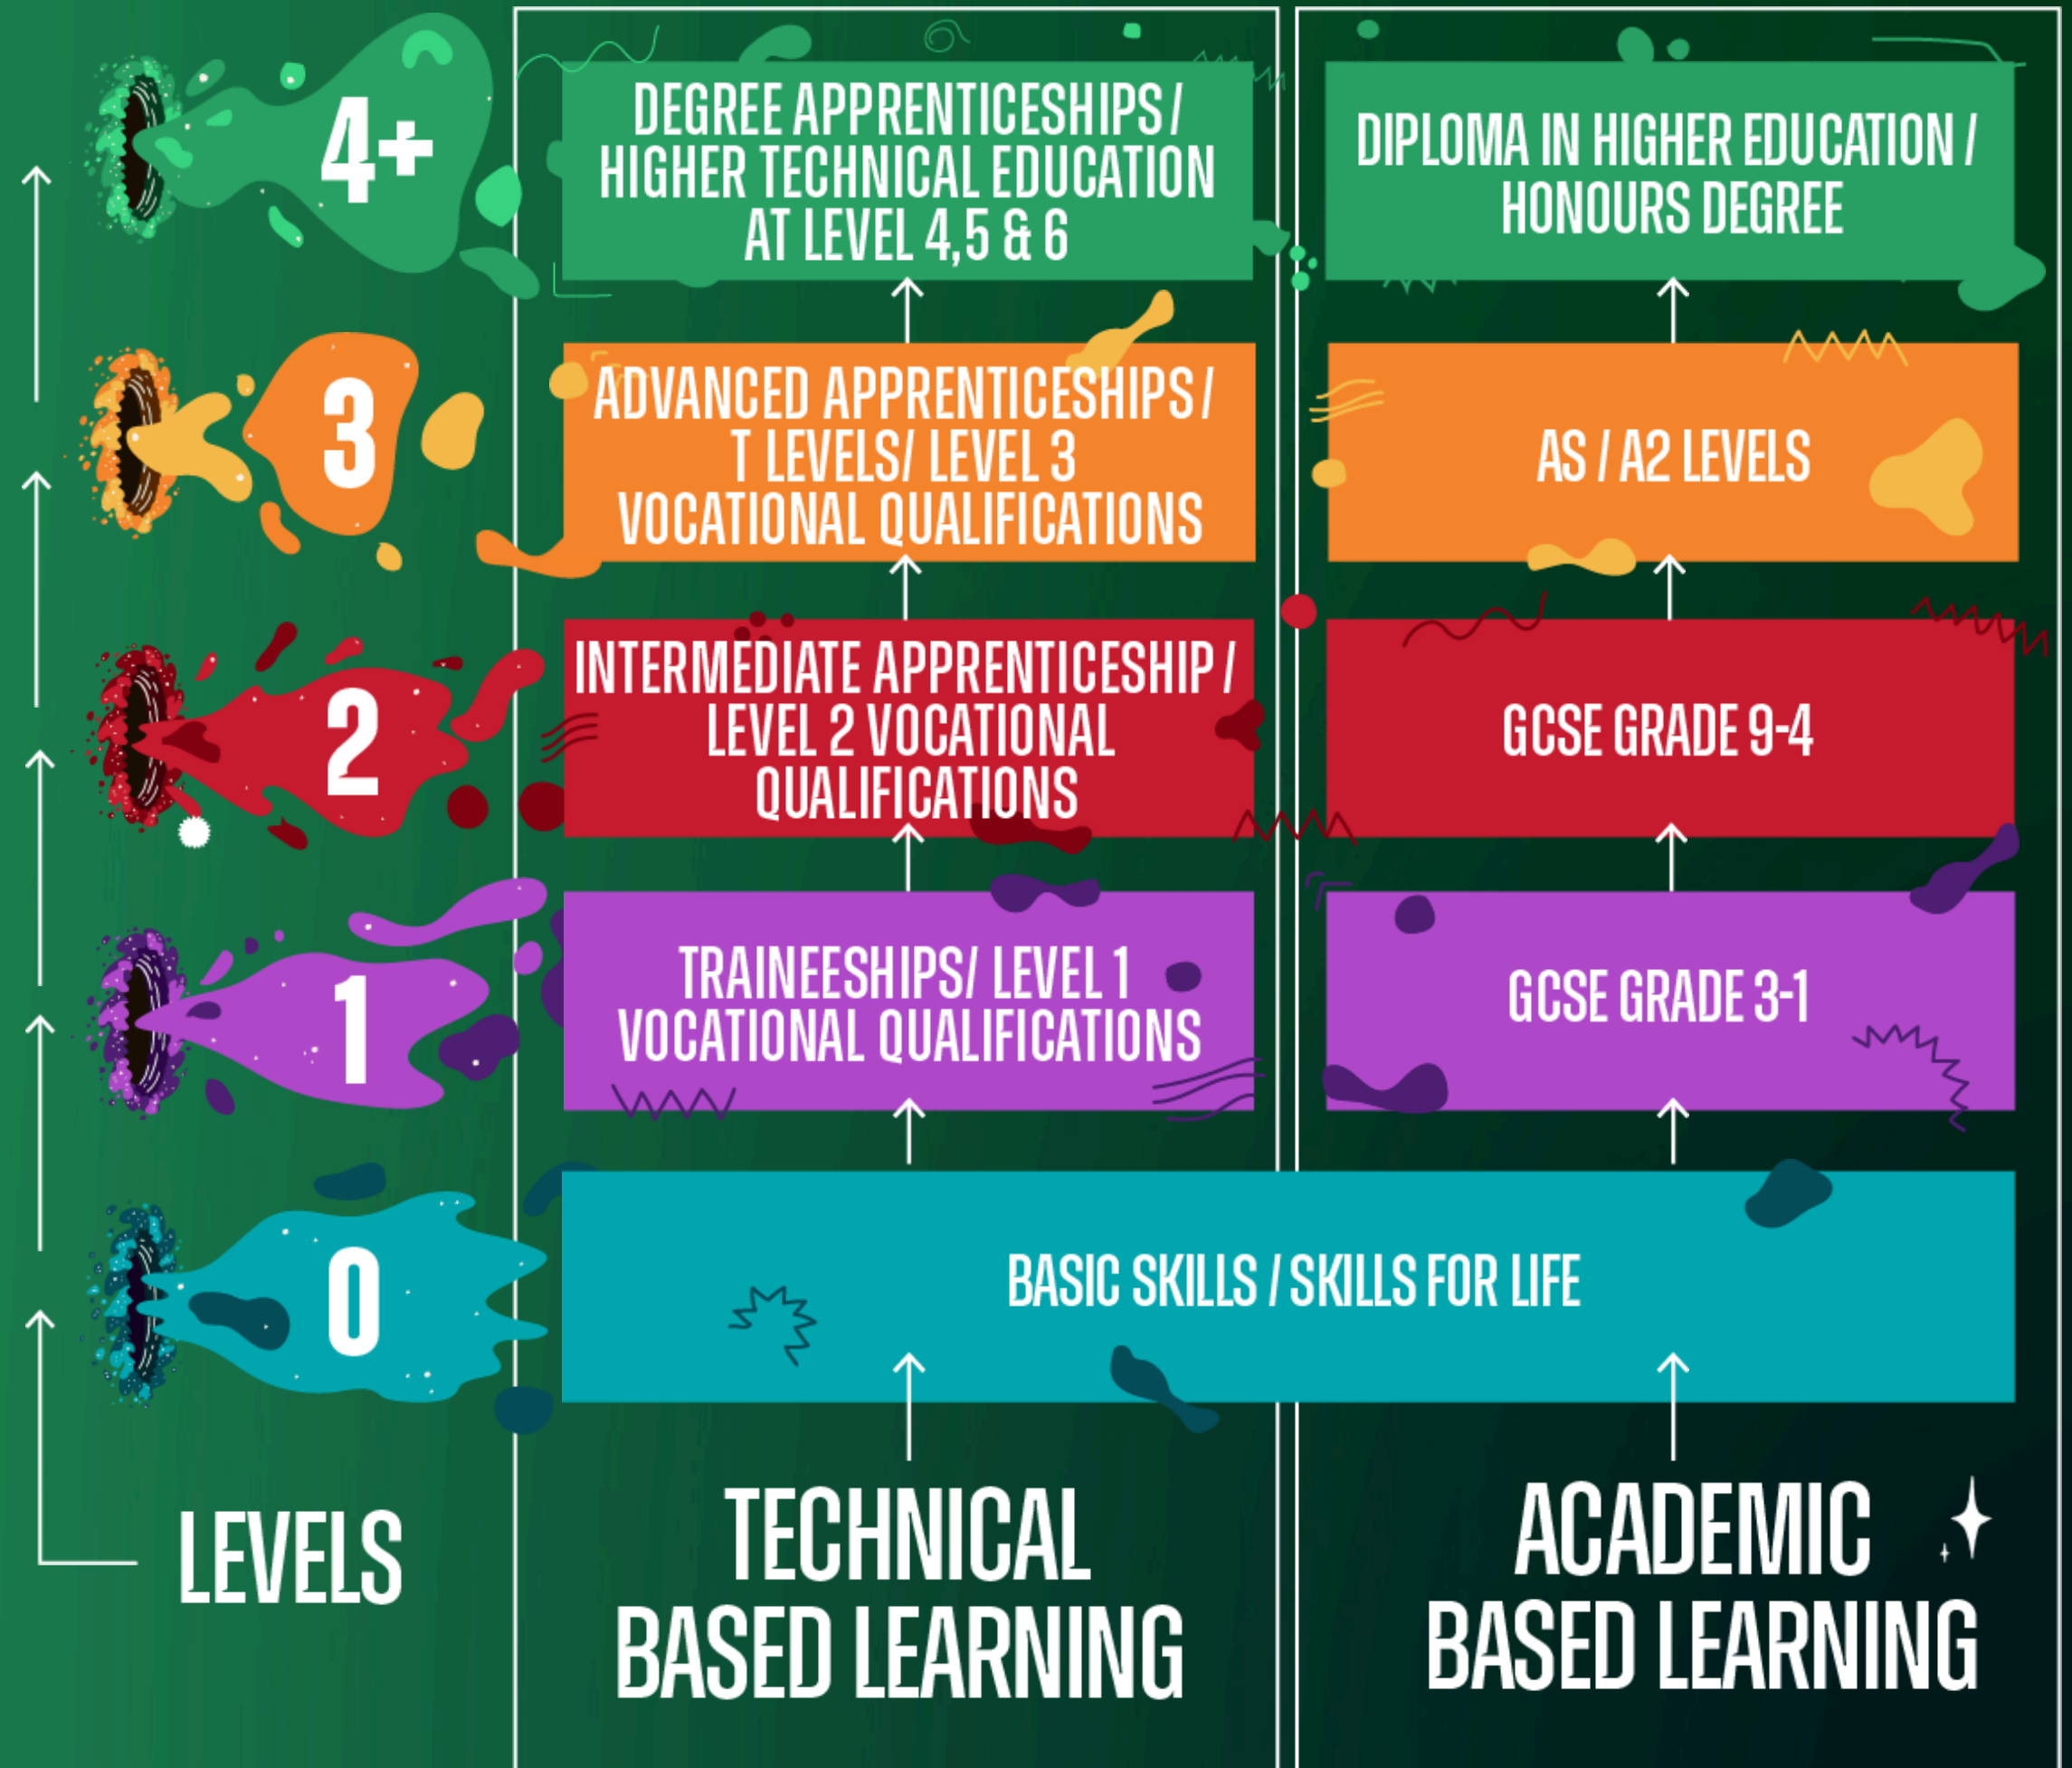 4+
DEGREE APPRENTICESHIPS /
HIGHER TECHNICAL EDUCATION
AT LEVEL 4,5 & 6
DIPLOMA IN HIGHER EDUCATION /
HONOURS DEGREE
3
ADVANCED APPRENTICESHIPS /
T LEVELS/ LEVEL 3
VOCATIONAL QUALIFICATIONS
AS / A2 LEVELS
2
INTERMEDIATE APPRENTICESHIP /
LEVEL 2 VOCATIONAL
QUALIFICATIONS
GCSE GRADE 9-4
1
TRAINEESHIPS/ LEVEL 1
VOCATIONAL QUALIFICATIONS
GCSE GRADE 3-1
0
BASIC SKILLS / SKILLS FOR LIFE
LEVELS
TECHNICAL
BASED LEARNING
ACADEMIC
BASED LEARNING